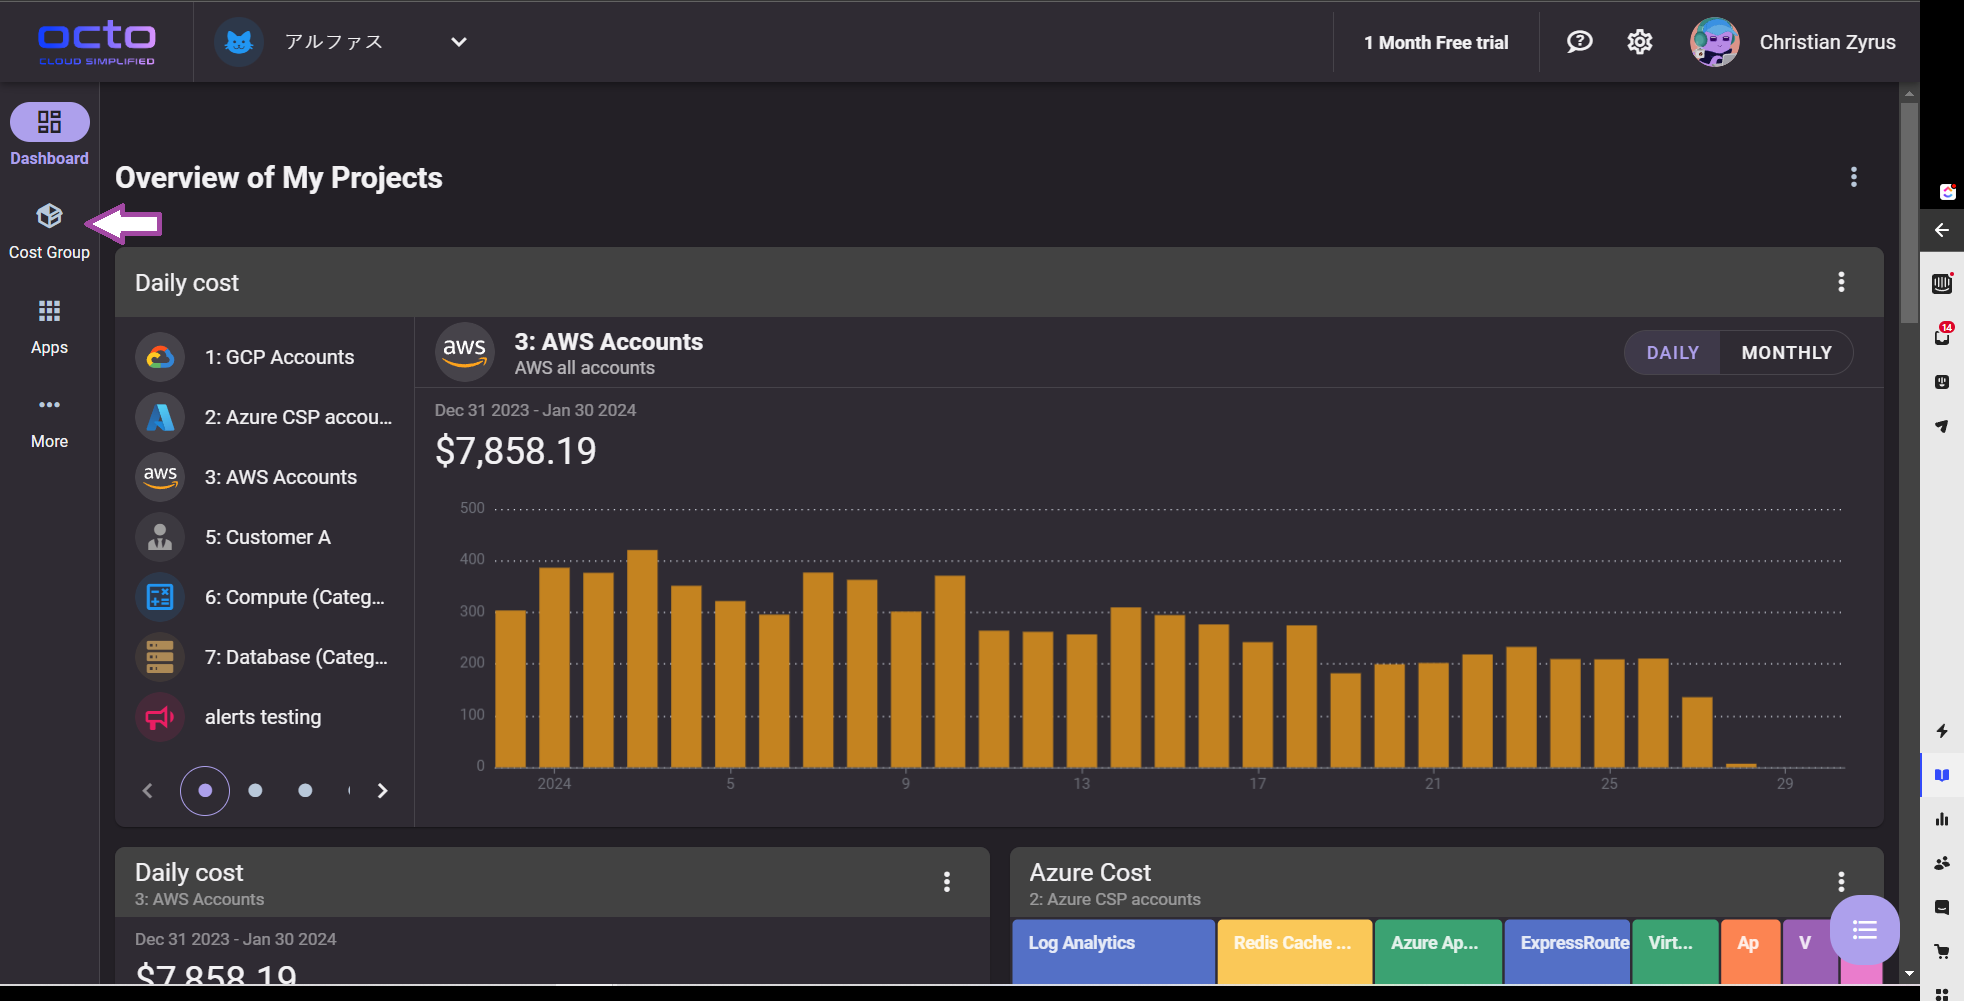 octo
CLOUD SIMPLIFIED
アルファス
1 Month Free trial
Christian Zyrus
Dashboard
Cost Group
Apps
More
Overview of My Projects
Daily cost
1: GCP Accounts
2: Azure CSP accou...
aws
3: AWS Accounts
5: Customer A
6: Compute (Categ...
7: Database (Categ...
alerts testing
aws
3: AWS Accounts
AWS all accounts
DAILY
MONTHLY
Dec 31 2023 - Jan 30 2024
$7,858.19
500
400
300
200
100
0
2024
5
9
13
17
21
25
29
Daily cost
3: AWS Accounts
Dec 31 2023 - Jan 30 2024
$7,858.19
Azure Cost
2: Azure CSP accounts
Log Analytics
Redis Cache ...
Azure Ap...
ExpressRoute
Virt...
Ap
V
14